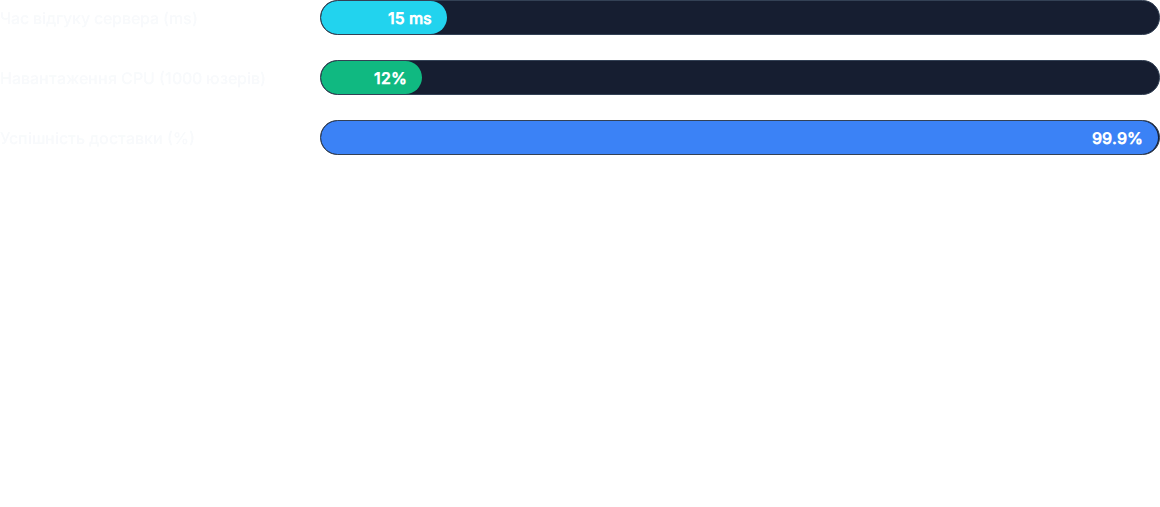 Час відгуку сервера (ms)
15 ms
Навантаження CPU (1000 юзерів)
12%
Успішність доставки (%)
99.9%